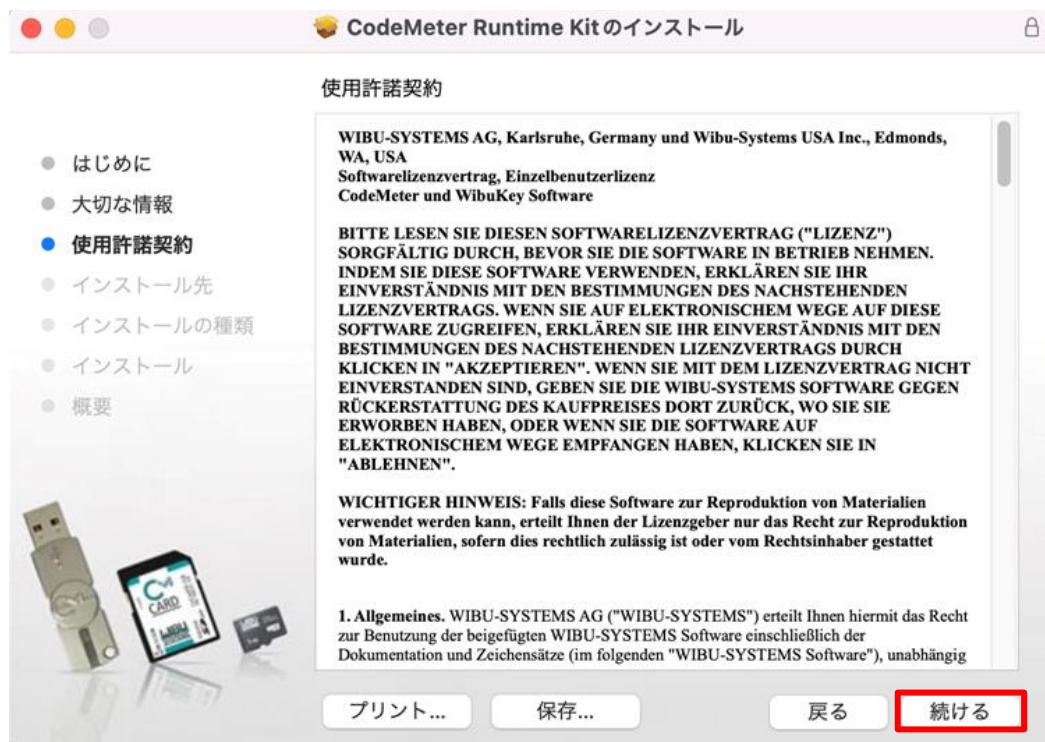 CodeMeter Runtime Kitのインストール
使用許諾契約
はじめに
大切な情報
使用許諾契約
インストール先
インストールの種類
インストール
概要
WIBU-SYSTEMS AG, Karlsruhe, Germany und Wibu-Systems USA Inc., Edmonds,
WA, USA
Softwarelizenzvertrag, Einzelbenutzerlizenz
CodeMeter und WibuKey Software
BITTE LESEN SIE DIESEN SOFTWARELIZENZVERTRAG ("LIZENZ")
SORGFÄLTIG DURCH, BEVOR SIE DIE SOFTWARE IN BETRIEB NEHMEN.
INDEM SIE DIESE SOFTWARE VERWENDEN, ERKLÄREN SIE IHR
EINVERSTÄNDNIS MIT DEN BESTIMMUNGEN DES NACHSTEHENDEN
LIZENZVERTRAGS. WENN SIE AUF ELEKTRONISCHEM WEGE AUF DIESE
SOFTWARE ZUGREIFEN, ERKLÄREN SIE IHR EINVERSTÄNDNIS MIT DEN
BESTIMMUNGEN DES NACHSTEHENDEN LIZENZVERTRAGS DURCH
KLICKEN IN "AKZEPTIEREN". WENN SIE MIT DEM LIZENZVERTRAG NICHT
EINVERSTANDEN SIND, GEBEN SIE DIE WIBU-SYSTEMS SOFTWARE GEGEN
RÜCKERSTATTUNG DES KAUFPREISES DORT ZURÜCK, WO SIE SIE
ERWORBEN HABEN, ODER WENN SIE DIE SOFTWARE AUF
ELEKTRONISCHEM WEGE EMPFANGEN HABEN, KLICKEN SIE IN
"ABLEHNEN".
WICHTIGER HINWEIS: Falls diese Software zur Reproduktion von Materialien
verwendet werden kann, erteilt Ihnen der Lizenzgeber nur das Recht zur Reproduktion
von Materialien, sofern dies rechtlich zulässig ist oder vom Rechtsinhaber gestattet
wurde.
1. Allgemeines. WIBU-SYSTEMS AG ("WIBU-SYSTEMS") erteilt Ihnen hiermit das Recht
zur Benutzung der beigefügten WIBU-SYSTEMS Software einschließlich der
Dokumentation und Zeichensätze (im folgenden "WIBU-SYSTEMS Software"), unabhängig
CARD
プリント...
保存...
戻る
続ける